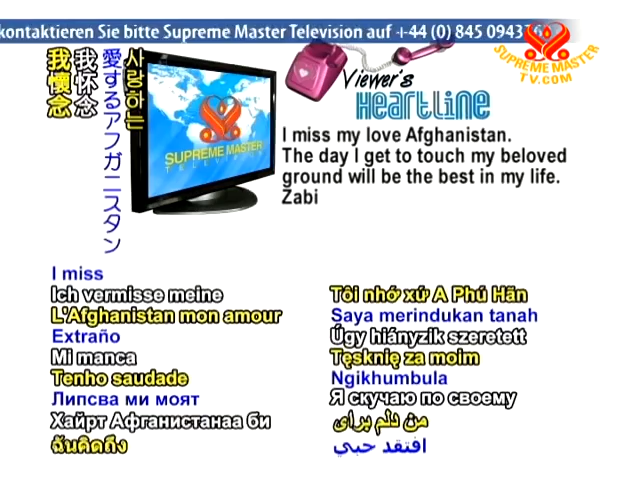 kontaktieren Sie bitte Supreme Master Television auf +44 (0) 845 09437
SUPREME MASTER
TV.COM
Viewer's
Heartline
我懷念
我怀念
愛するアフガニスタン
사랑하는
SUPREME MASTER
TELEVISION
I miss my love Afghanistan.
The day I get to touch my beloved
ground will be the best in my life.
Zabi
I miss
Ich vermisse meine
L'Afghanistan mon amour
Extraño
Mi manca
Tenho saudade
Липсва ми моят
Хайрт Афганистанаа би
ฉันคิดถึง
Tôi nhớ xứ A Phú Hãn
Saya merindukan tanah
Úgy hiányzik szeretett
Tęsknię za moim
Ngikhumbula
Я скучаю по своему
من دلم برای
افتقد حبي